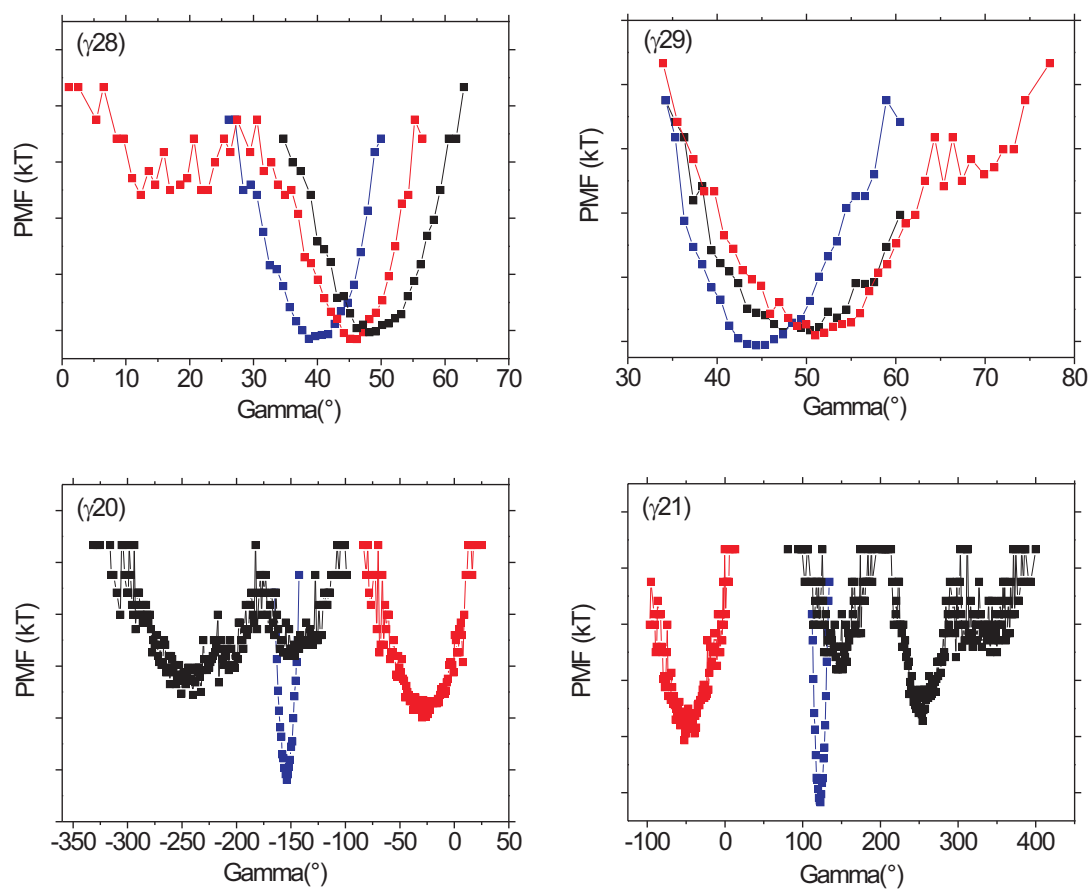 (γ28)
PMF (kT)
0 10 20 30 40 50 60 70
Gamma(°)
(γ29)
PMF (kT)
30 40 50 60 70 80
Gamma(°)
(γ20)
PMF (kT)
-350 -300 -250 -200 -150 -100 -50 0 50
Gamma(°)
(γ21)
PMF (kT)
-100 0 100 200 300 400
Gamma(°)